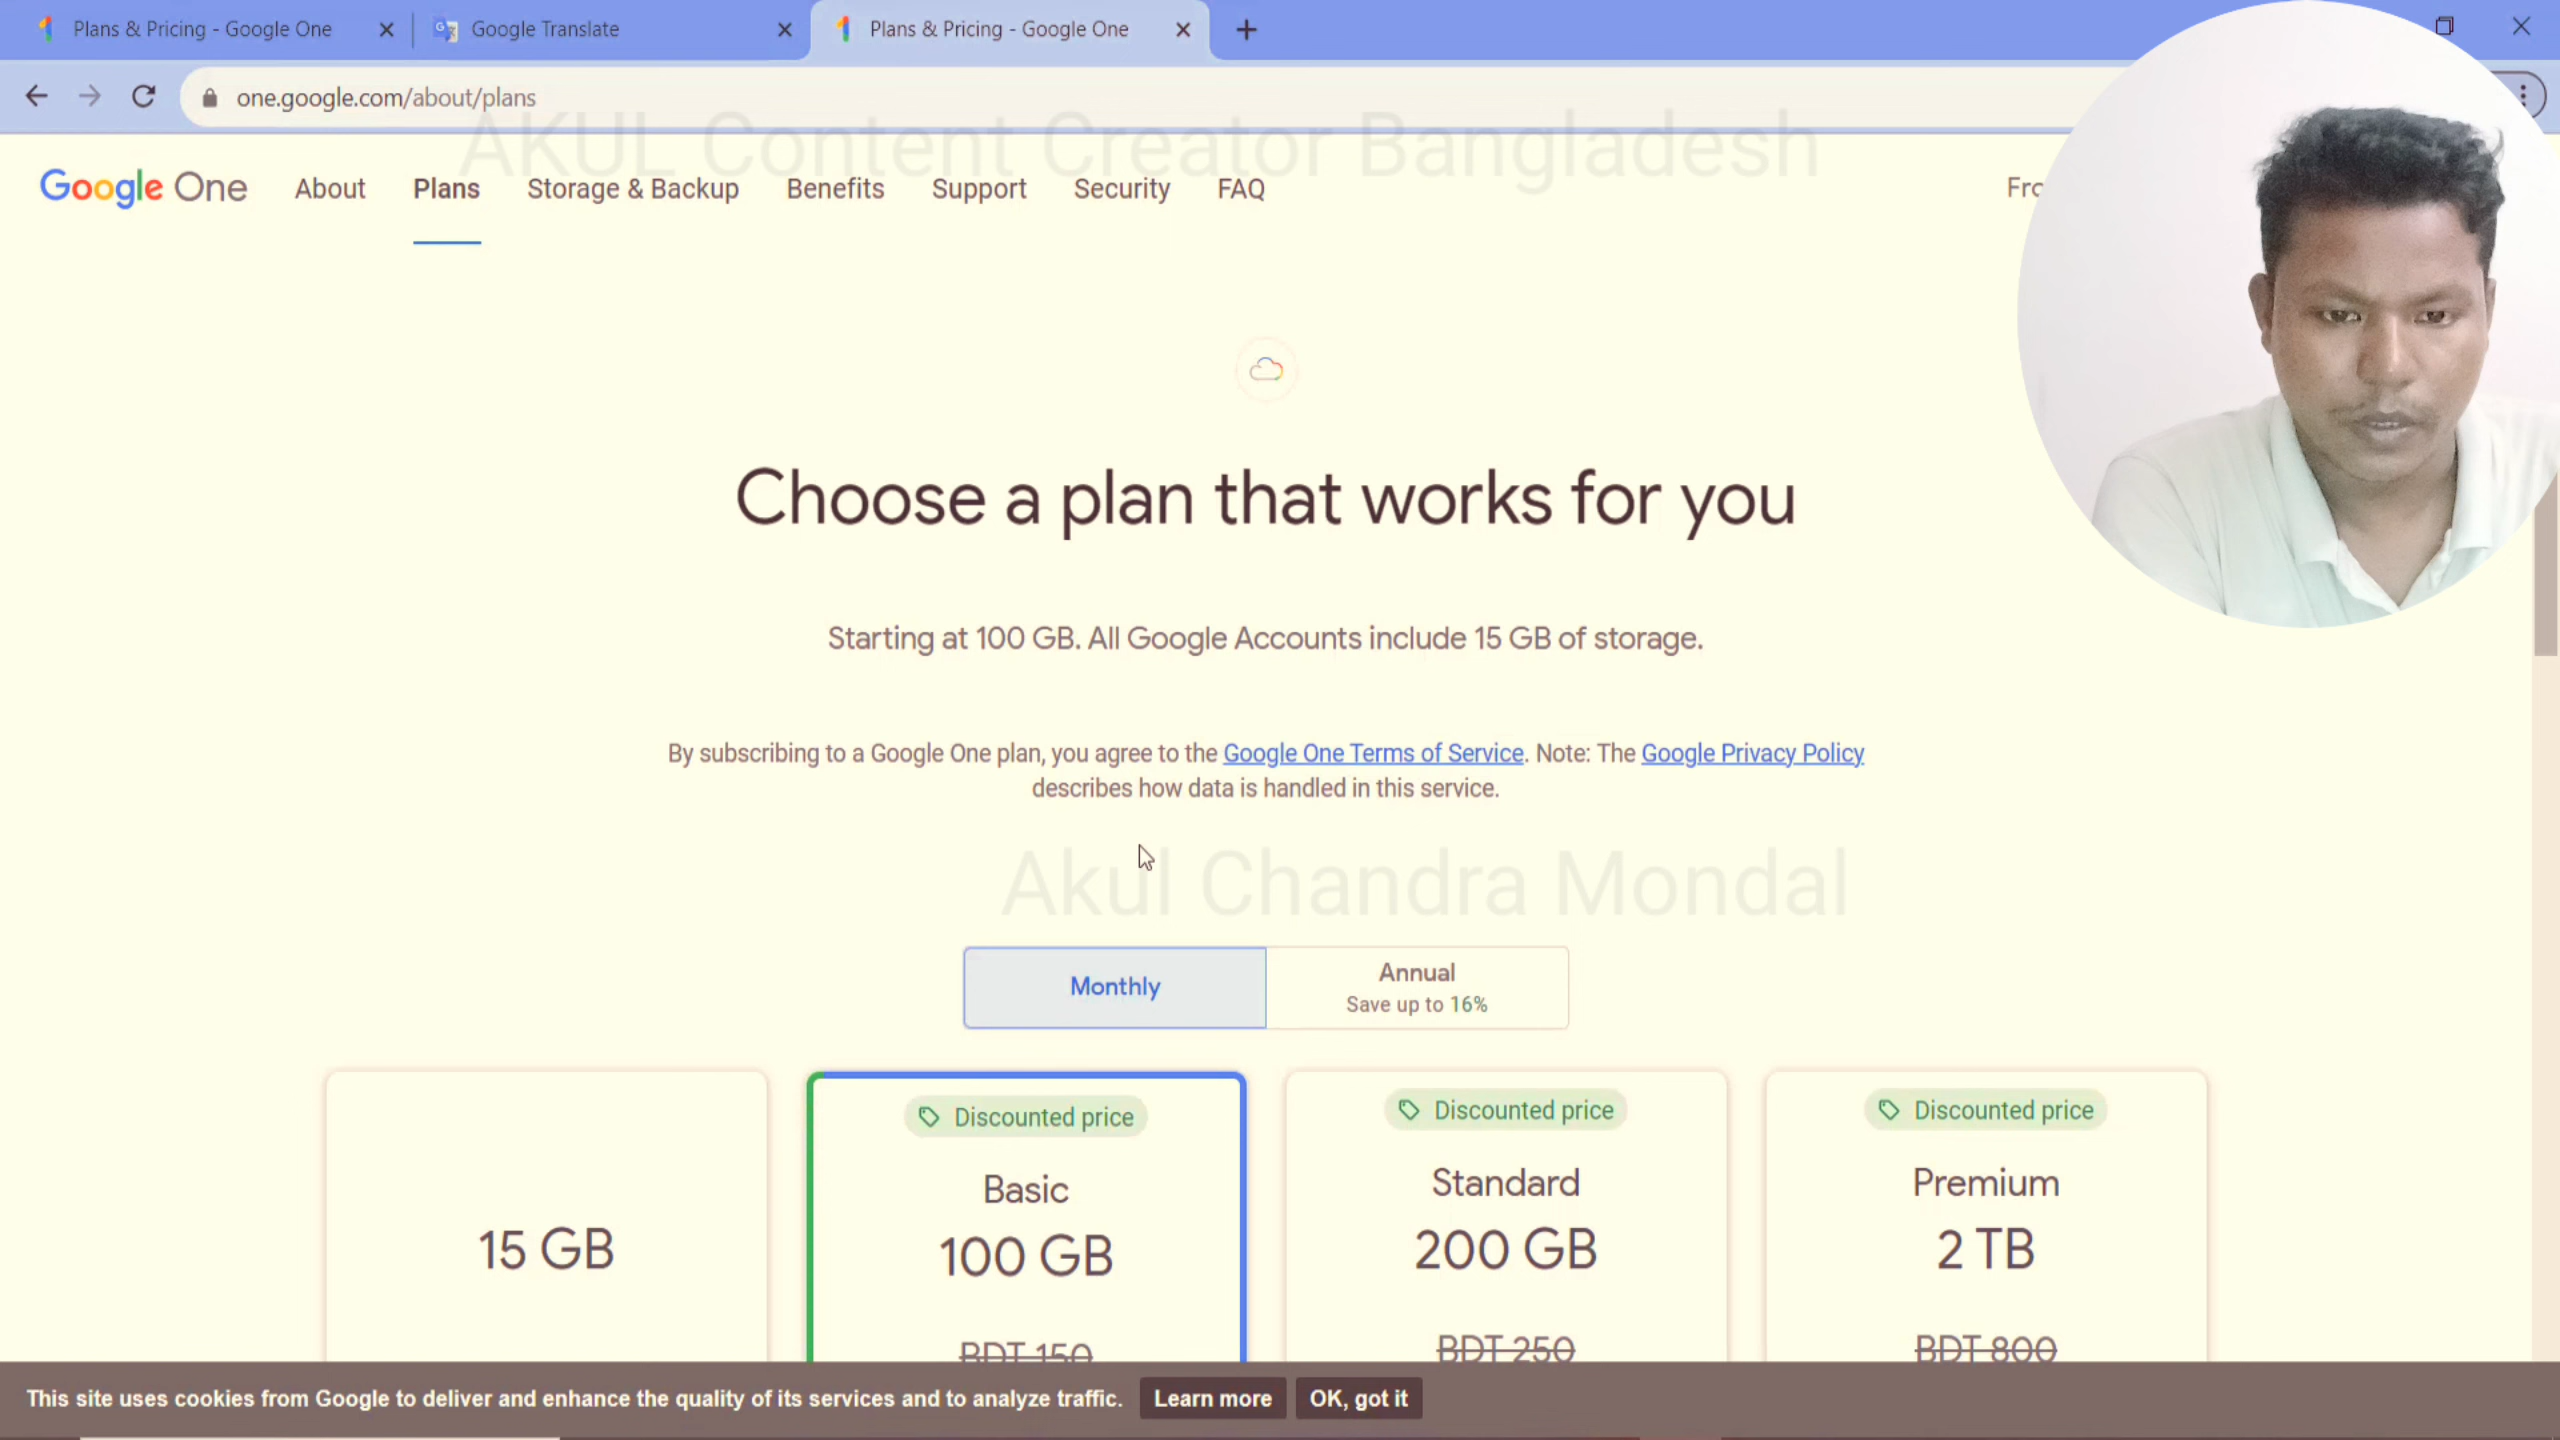 Plans & Pricing - Google One
Google Translate
Plans & Pricing - Google One
one.google.com/about/plans
AKUL Content Creator Bangladesh
Google One
About
Plans
Storage & Backup
Benefits
Support
Security
FAQ
Choose a plan that works for you
Starting at 100 GB. All Google Accounts include 15 GB of storage.
By subscribing to a Google One plan, you agree to the Google One Terms of Service. Note: The Google Privacy Policy
describes how data is handled in this service.
Akul Chandra Mondal
Monthly
Annual
Save up to 16%
15 GB
Discounted price
Basic
100 GB
BDT 150
Discounted price
Standard
200 GB
BDT 250
Discounted price
Premium
2 TB
BDT 800
This site uses cookies from Google to deliver and enhance the quality of its services and to analyze traffic.
Learn more
OK, got it